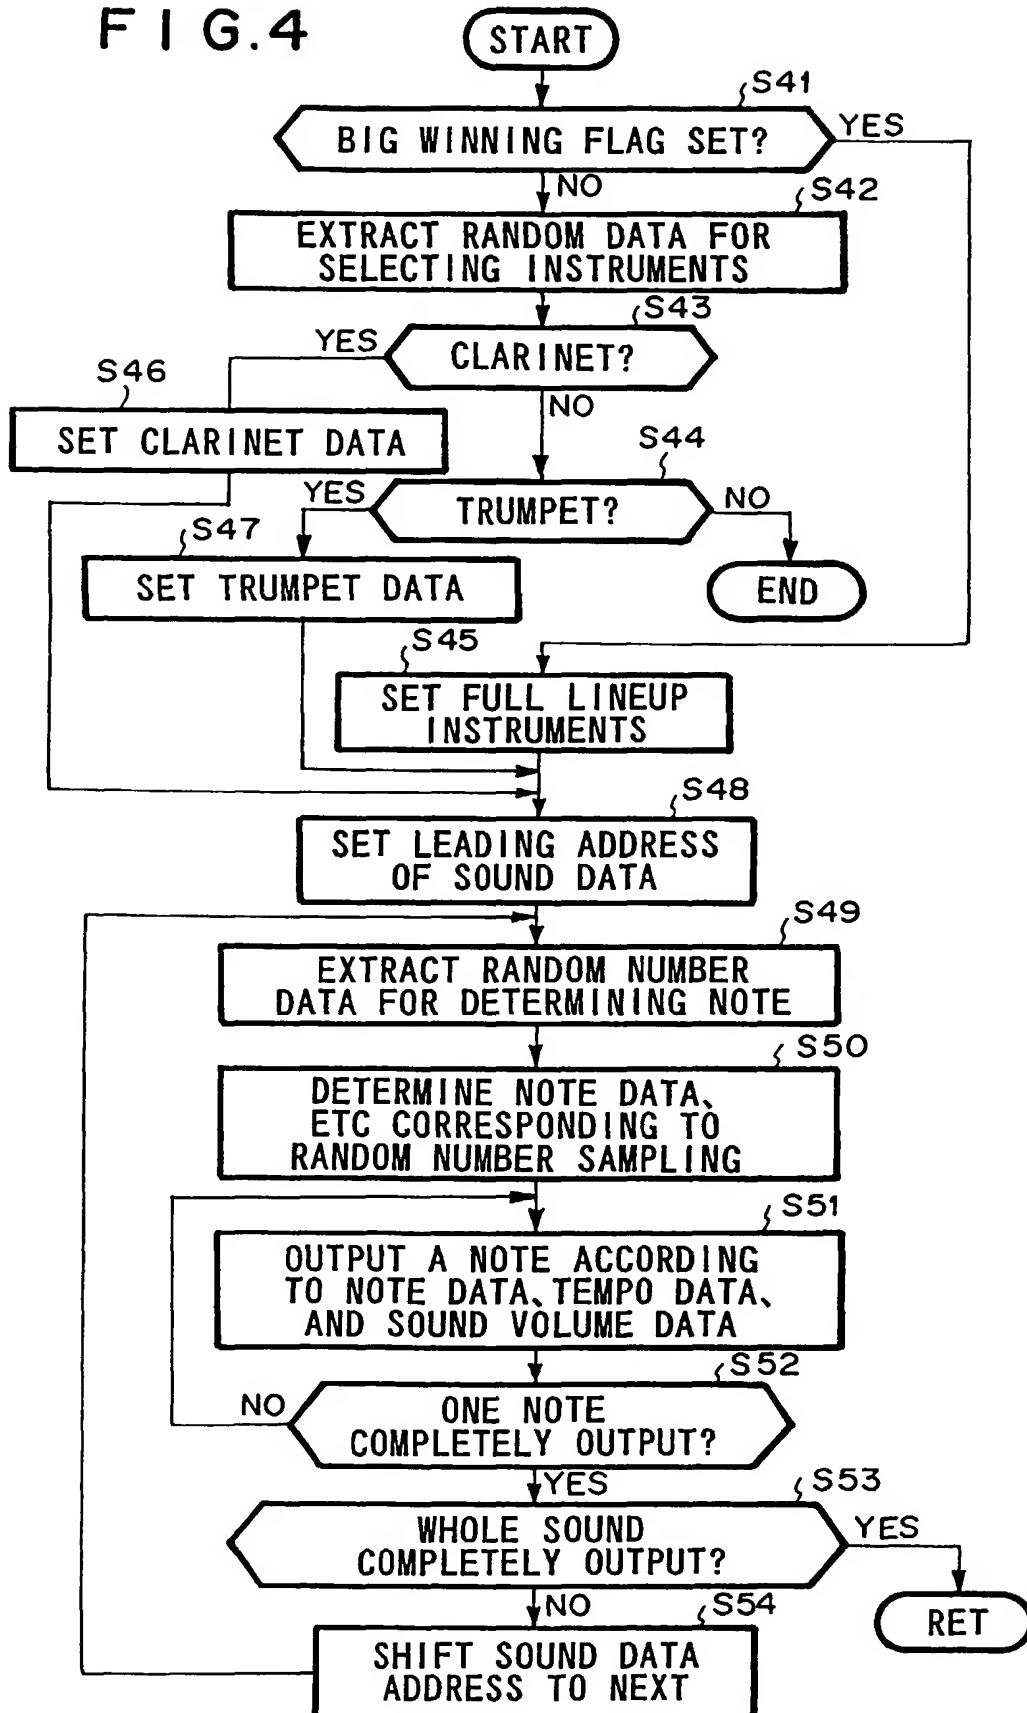 FIG.4
START
S41
BIG WINNING FLAG SET?
YES
NO
S42
EXTRACT RANDOM DATA FOR
SELECTING INSTRUMENTS
S43
YES
CLARINET?
S46
NO
SET CLARINET DATA
S44
YES
TRUMPET?
NO
S47
SET TRUMPET DATA
END
S45
SET FULL LINEUP
INSTRUMENTS
S48
SET LEADING ADDRESS
OF SOUND DATA
S49
EXTRACT RANDOM NUMBER
DATA FOR DETERMINING NOTE
S50
DETERMINE NOTE DATA、
ETC CORRESPONDING TO
RANDOM NUMBER SAMPLING
S51
OUTPUT A NOTE ACCORDING
TO NOTE DATA、TEMPO DATA、
AND SOUND VOLUME DATA
S52
NO
ONE NOTE
COMPLETELY OUTPUT?
YES
S53
WHOLE SOUND
COMPLETELY OUTPUT?
YES
NO
S54
RET
SHIFT SOUND DATA
ADDRESS TO NEXT